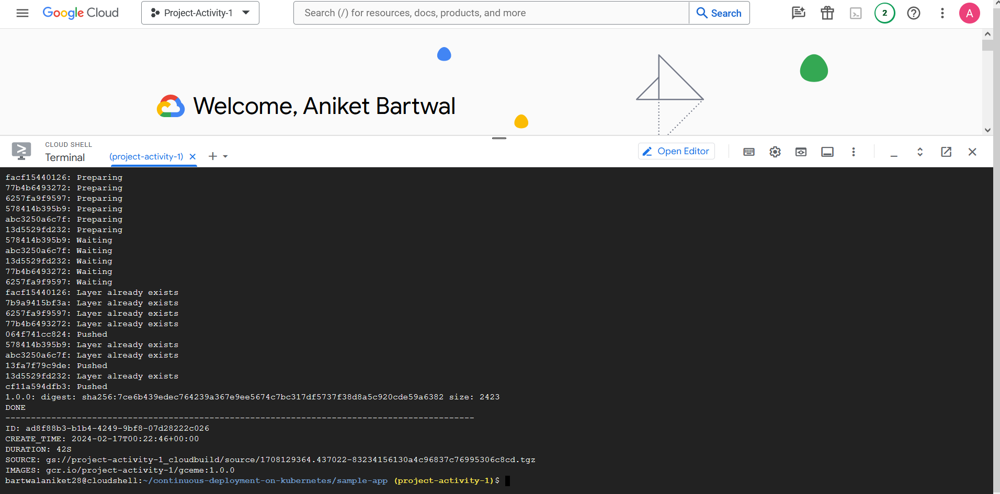 Google Cloud
Project-Activity-1
Search (/) for resources, docs, products, and more
Search
2
A
Welcome, Aniket Bartwal
CLOUD SHELL
Terminal
(project-activity-1)
Open Editor
facf15440126: Preparing
77b4b6493272: Preparing
6257fa9f9597: Preparing
578414b395b9: Preparing
abc3250a6c7f: Preparing
13d5529fd232: Preparing
578414b395b9: Waiting
abc3250a6c7f: Waiting
13d5529fd232: Waiting
77b4b6493272: Waiting
6257fa9f9597: Waiting
facf15440126: Layer already exists
7b9a9415bf3a: Layer already exists
6257fa9f9597: Layer already exists
77b4b6493272: Layer already exists
064f741cc824: Pushed
578414b395b9: Layer already exists
abc3250a6c7f: Layer already exists
13fa7f79c9de: Pushed
13d5529fd232: Layer already exists
cf11a594dfb3: Pushed
1.0.0: digest: sha256:7ce6b439edec764239a367e9ee5674c7bc317df5737f38d8a5c920cde59a6382 size: 2423
DONE
--------------------------------------------------------------------------------------------
ID: ad8f88b3-b1b4-4249-9bf8-07d28222c026
CREATE_TIME: 2024-02-17T00:22:46+00:00
DURATION: 42S
SOURCE: gs://project-activity-1_cloudbuild/source/1708129364.437022-83234156130a4c96837c76995306c8cd.tgz
IMAGES: gcr.io/project-activity-1/gceme:1.0.0
bartwalaniket28@cloudshell:~/continuous-deployment-on-kubernetes/sample-app (project-activity-1)$